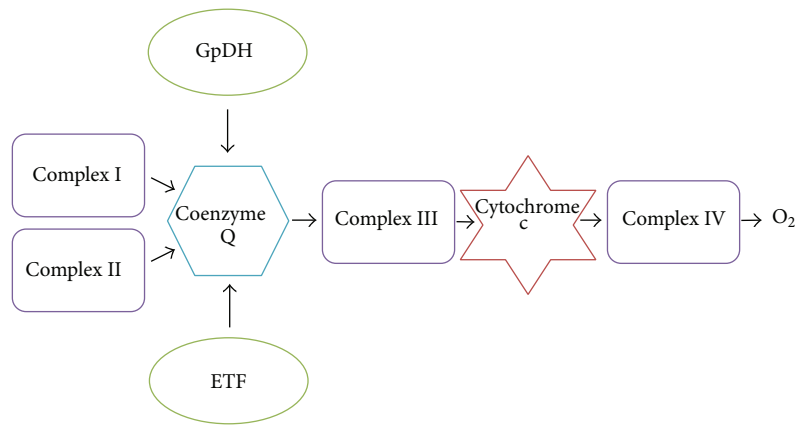 GpDH
Complex I
Complex II
Coenzyme
Q
Complex III
Cytochrome
c
Complex IV
O₂
ETF